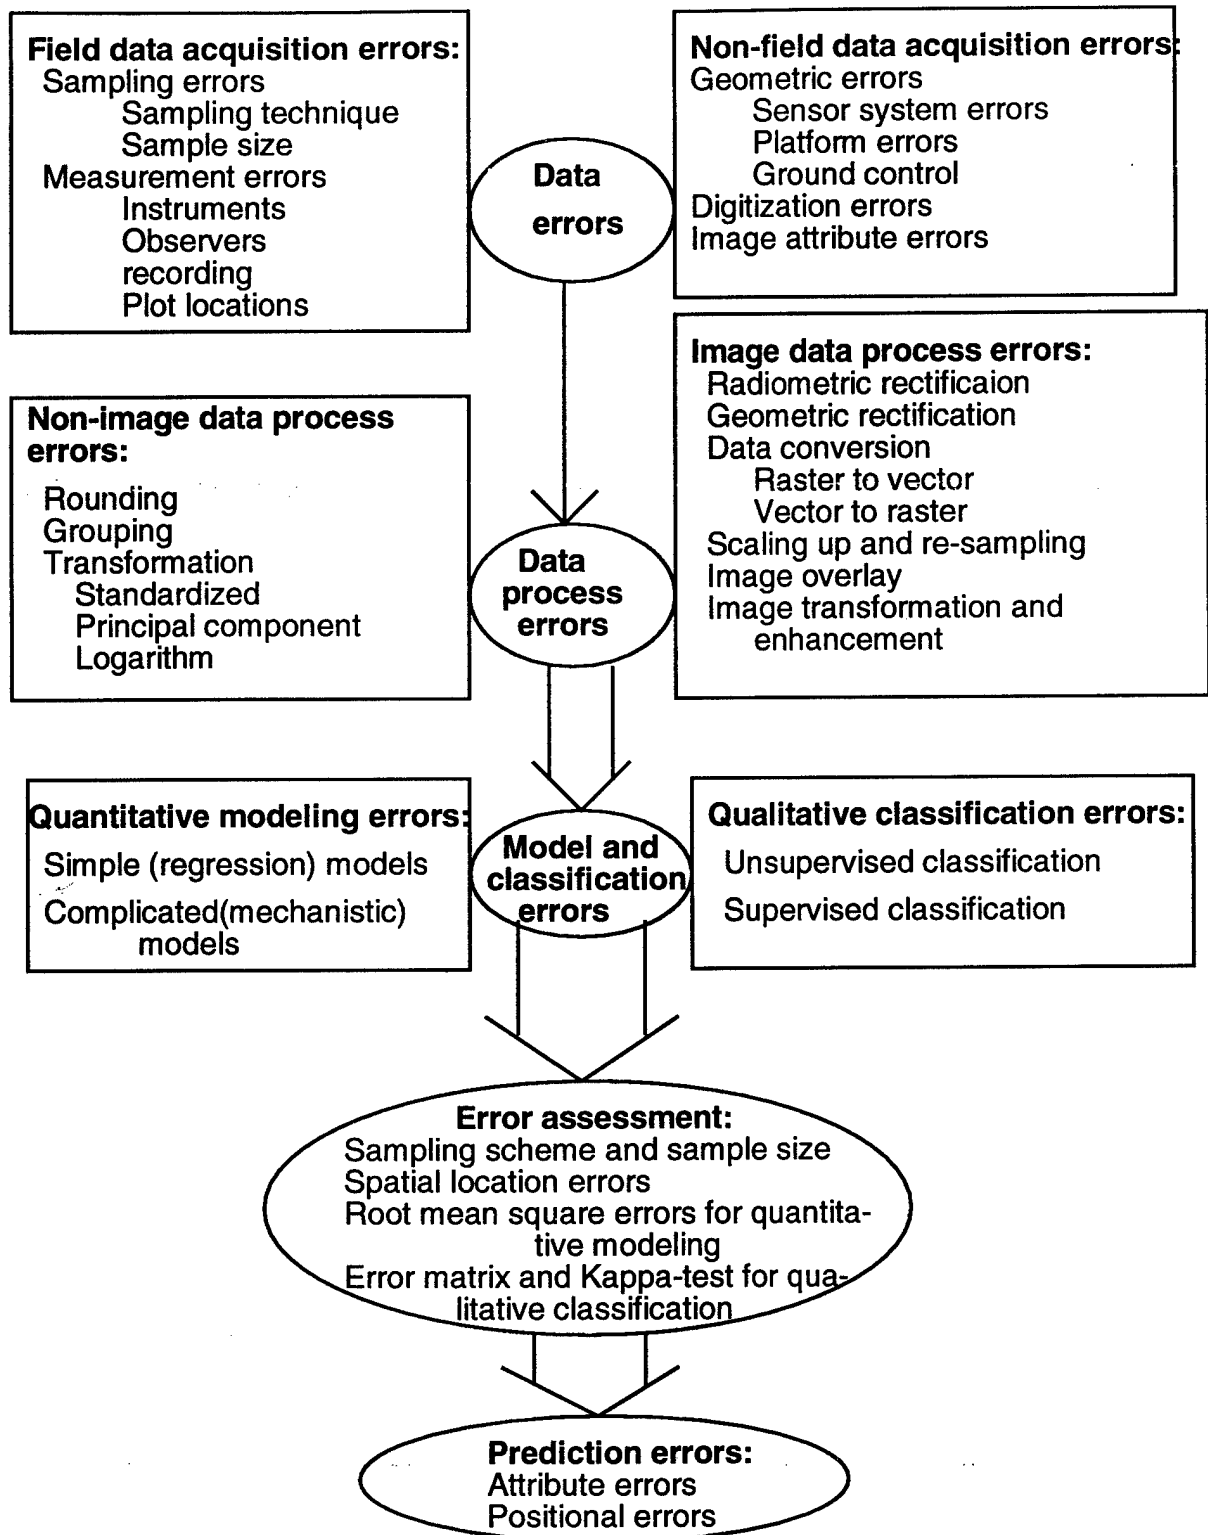 Field data acquisition errors:
Sampling errors
Sampling technique
Sample size
Measurement errors
Instruments
Observers
recording
Plot locations
Data
errors
Non-field data acquisition errors:
Geometric errors
Sensor system errors
Platform errors
Ground control
Digitization errors
Image attribute errors
Non-image data process
errors:
Rounding
Grouping
Transformation
Standardized
Principal component
Logarithm
Data
process
errors
Image data process errors:
Radiometric rectificaion
Geometric rectification
Data conversion
Raster to vector
Vector to raster
Scaling up and re-sampling
Image overlay
Image transformation and
enhancement
Quantitative modeling errors:
Simple (regression) models
Complicated(mechanistic)
models
Model and
classification
errors
Qualitative classification errors:
Unsupervised classification
Supervised classification
Error assessment:
Sampling scheme and sample size
Spatial location errors
Root mean square errors for quantita-
tive modeling
Error matrix and Kappa-test for qua-
litative classification
Prediction errors:
Attribute errors
Positional errors